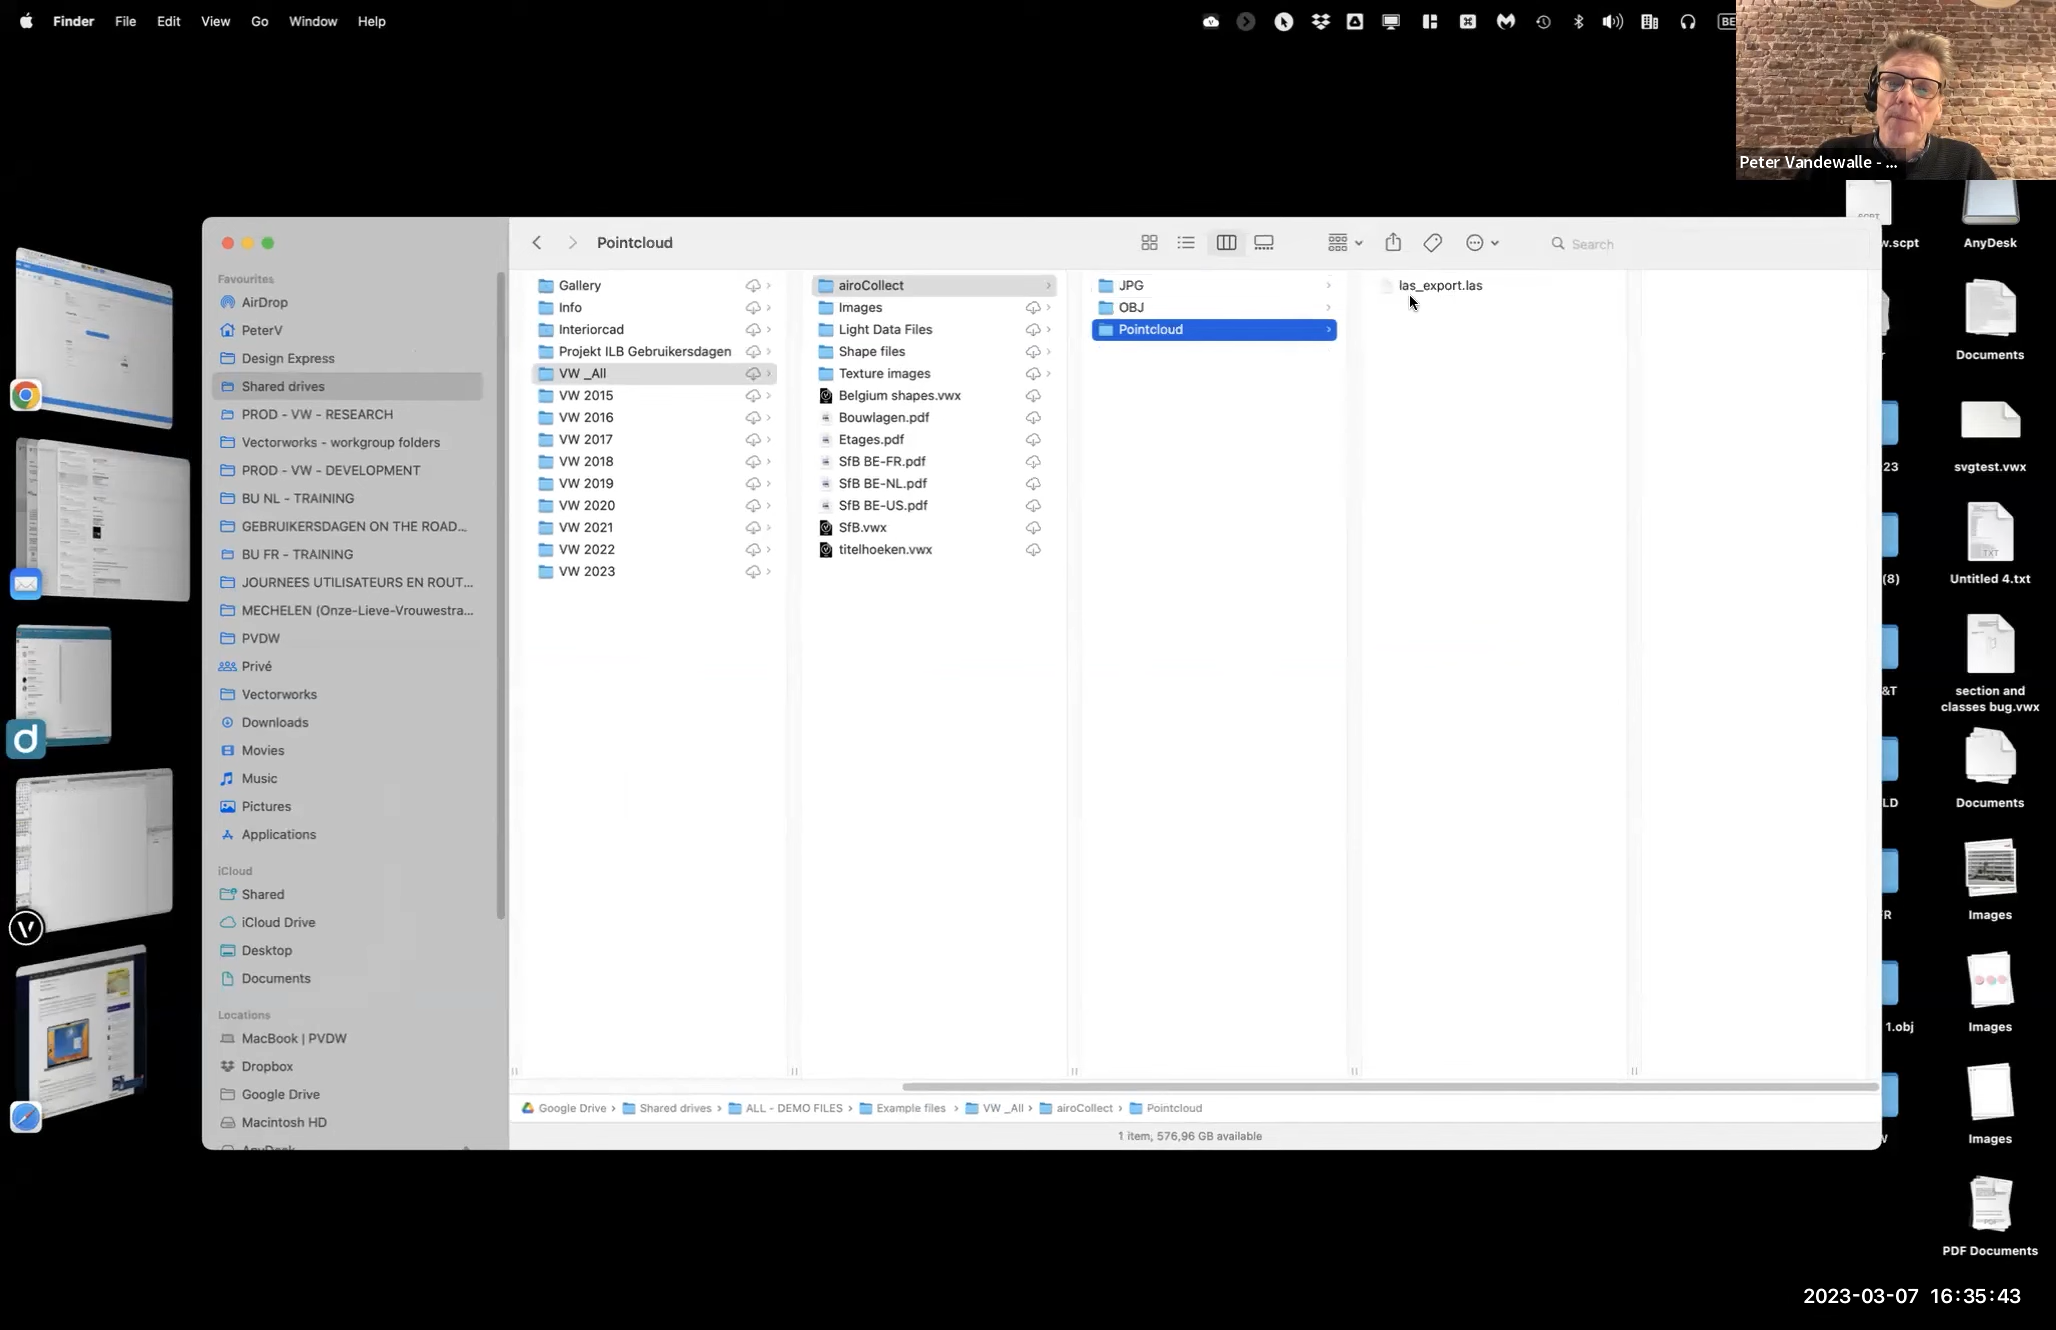 Finder File Edit View Go Window Help
BE
Peter Vandewalle - ...
Pointcloud
Search
Favourites
AirDrop
PeterV
Design Express
Shared drives
PROD - VW - RESEARCH
Vectorworks - workgroup folders
PROD - VW - DEVELOPMENT
BU NL - TRAINING
GEBRUIKERSDAGEN ON THE ROAD...
BU FR - TRAINING
JOURNEES UTILISATEURS EN ROUT...
MECHELEN (Onze-Lieve-Vrouwestra...
PVDW
Privé
Vectorworks
Downloads
Movies
Music
Pictures
Applications
iCloud
Shared
iCloud Drive
Desktop
Documents
Locations
MacBook | PVDW
Dropbox
Google Drive
Macintosh HD
AnyDesk
Gallery
Info
Interiorcad
Projekt ILB Gebruikersdagen
VW _All
VW 2015
VW 2016
VW 2017
VW 2018
VW 2019
VW 2020
VW 2021
VW 2022
VW 2023
airoCollect
Images
Light Data Files
Shape files
Texture images
Belgium shapes.vwx
Bouwlagen.pdf
Etages.pdf
SfB BE-FR.pdf
SfB BE-NL.pdf
SfB BE-US.pdf
SfB.vwx
titelhoeken.vwx
JPG
OBJ
Pointcloud
las_export.las
Google Drive › Shared drives › ALL - DEMO FILES › Example files › VW _All › airoCollect › Pointcloud
1 item, 576,96 GB available
w.scpt
r
23
(8)
&T
LD
FR
1.obj
AnyDesk
Documents
svgtest.vwx
TXT
Untitled 4.txt
section and
classes bug.vwx
Documents
Images
Images
Images
PDF
PDF Documents
2023-03-07 16:35:43